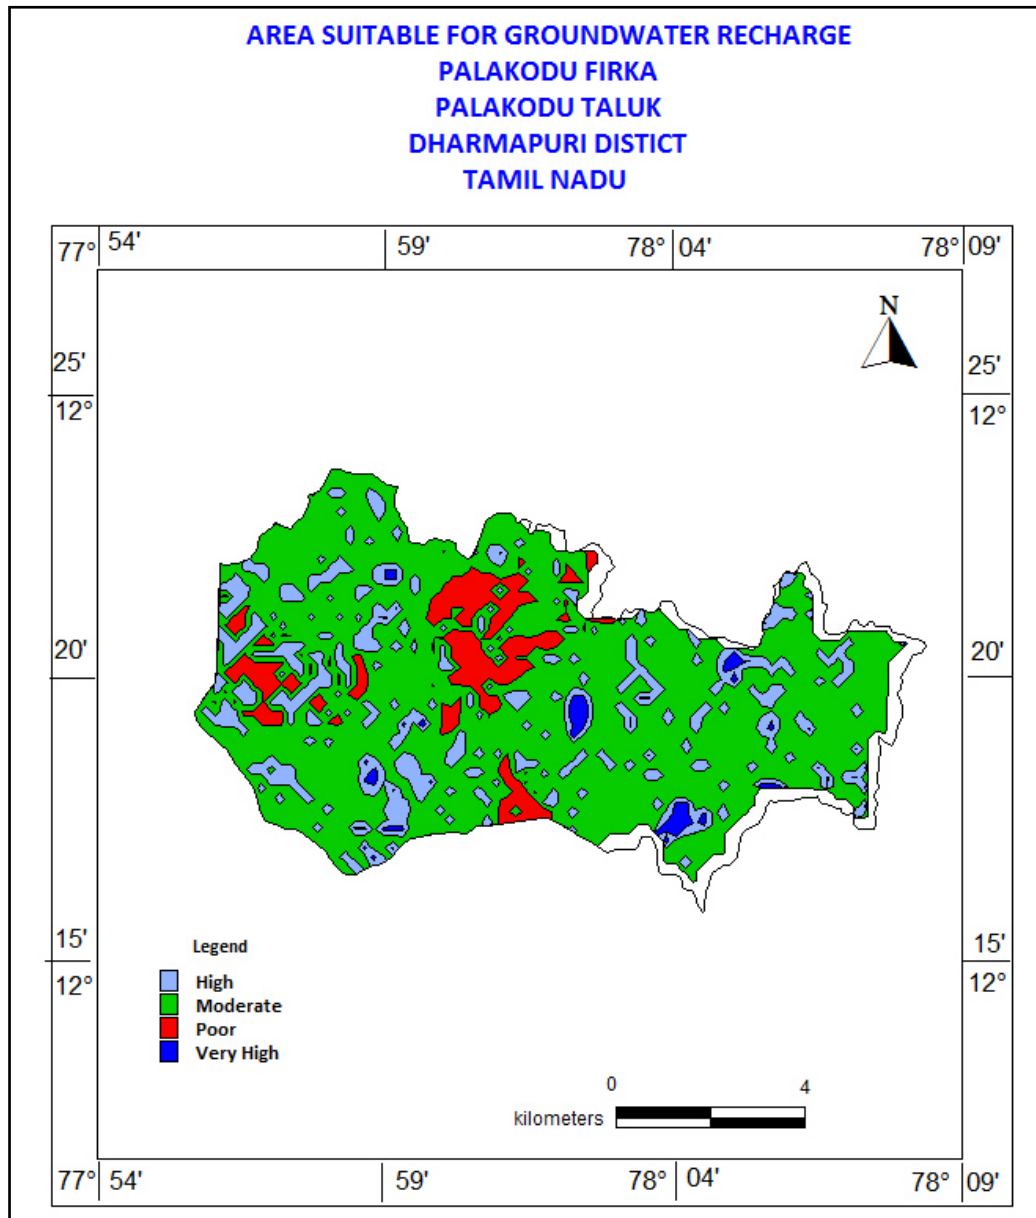 AREA SUITABLE FOR GROUNDWATER RECHARGE
PALAKODU FIRKA
PALAKODU TALUK
DHARMAPURI DISTICT
TAMIL NADU
77° 54' 59' 78° 04' 78° 09'
N
25' 25'
12° 12°
20' 20'
15' 15'
12° 12°
Legend
High
Moderate
Poor
Very High
0 4
kilometers
77° 54' 59' 78° 04' 78° 09'